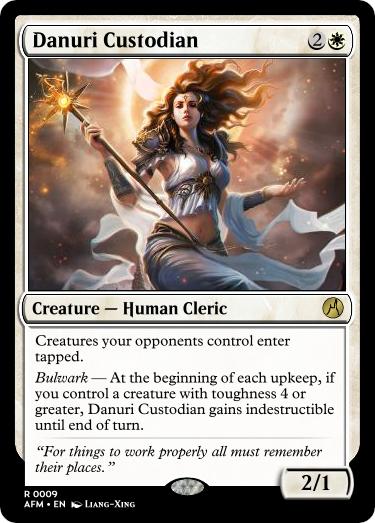 Danuri Custodian 2
Creature — Human Cleric
Creatures your opponents control enter
tapped.
Bulwark — At the beginning of each upkeep, if
you control a creature with toughness 4 or
greater, Danuri Custodian gains indestructible
until end of turn.
“For things to work properly all must remember
their places.”
2/1
R 0009
AFM • EN Liang-Xing